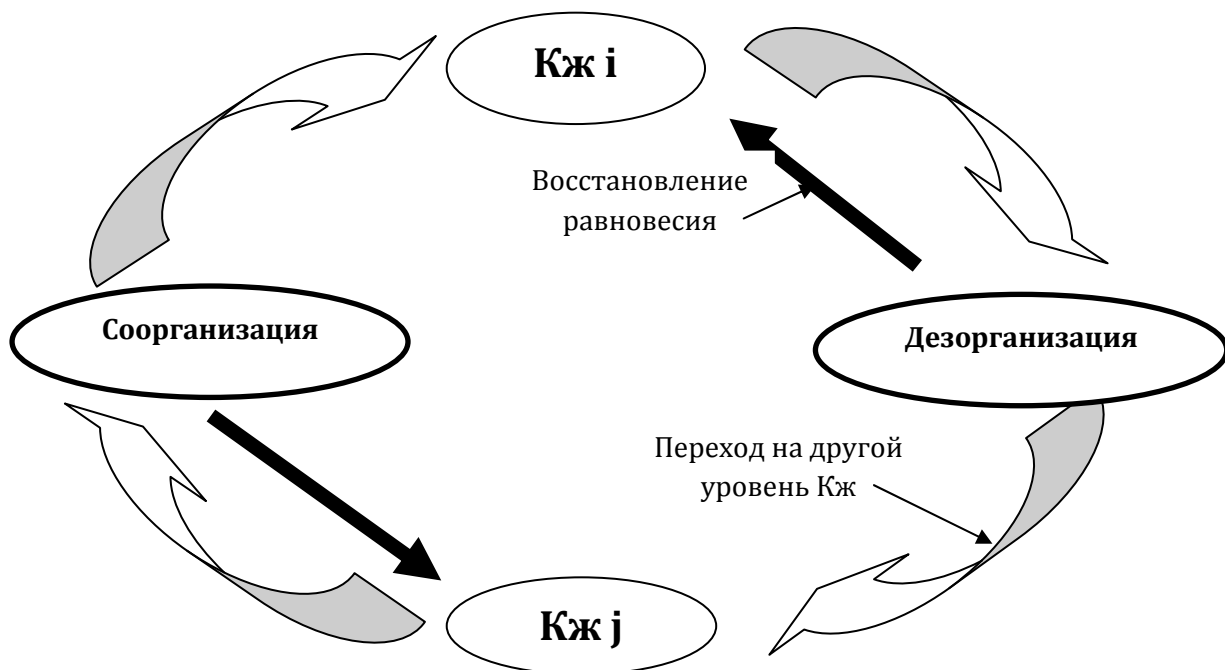 Кж i
Восстановление
равновесия
Соорганизация
Дезорганизация
Переход на другой
уровень Кж
Кж j